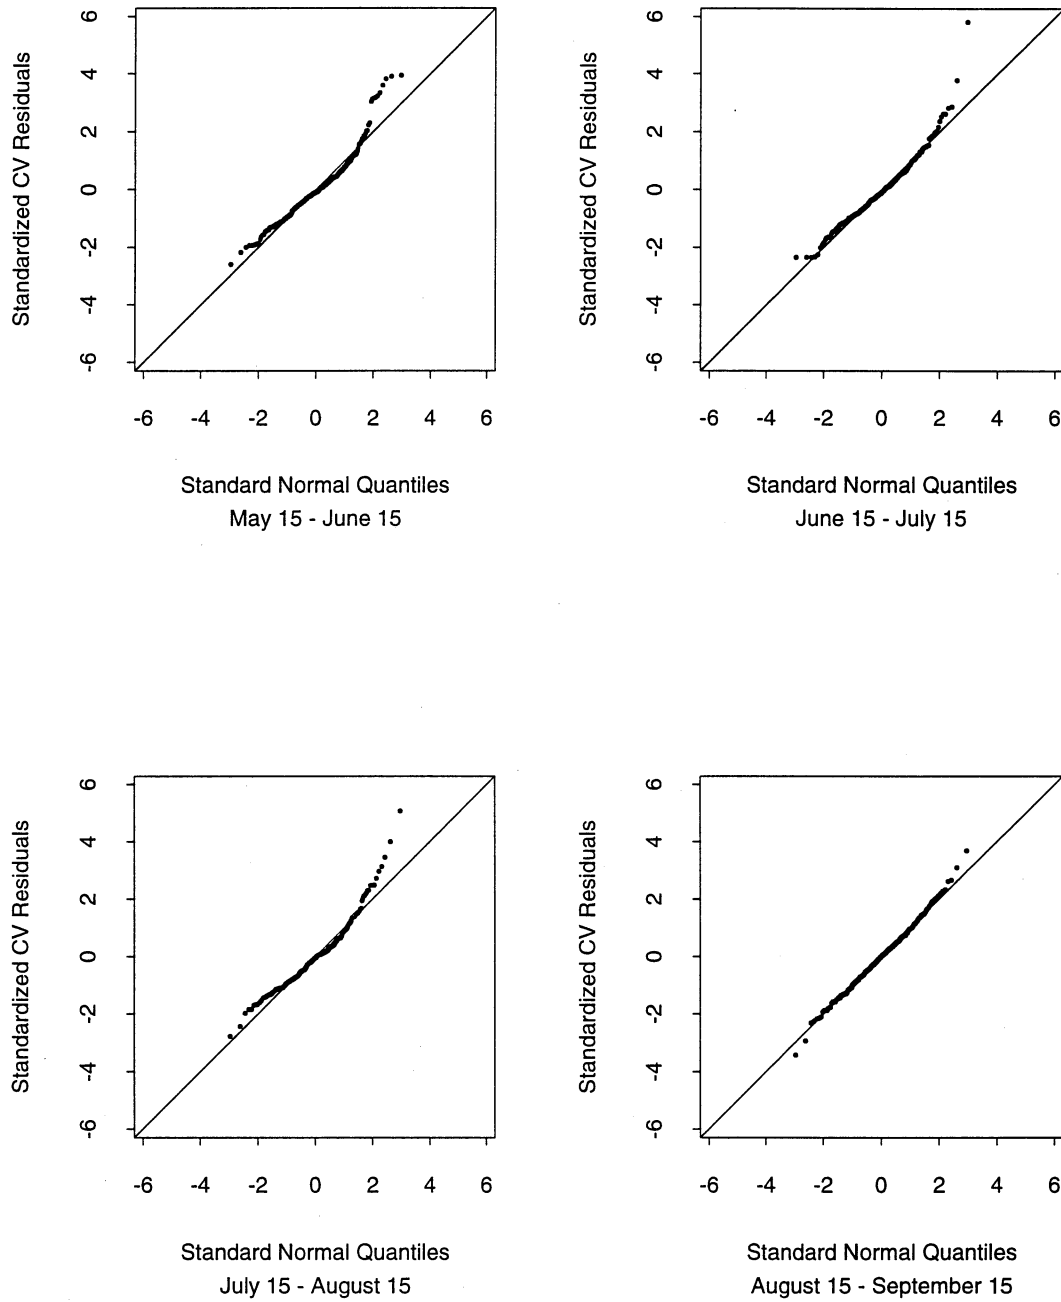 Standardized CV Residuals
6
4
2
0
-2
-4
-6
-6 -4 -2 0 2 4 6
Standard Normal Quantiles
May 15 - June 15
Standardized CV Residuals
6
4
2
0
-2
-4
-6
-6 -4 -2 0 2 4 6
Standard Normal Quantiles
June 15 - July 15
Standardized CV Residuals
6
4
2
0
-2
-4
-6
-6 -4 -2 0 2 4 6
Standard Normal Quantiles
July 15 - August 15
Standardized CV Residuals
6
4
2
0
-2
-4
-6
-6 -4 -2 0 2 4 6
Standard Normal Quantiles
August 15 - September 15